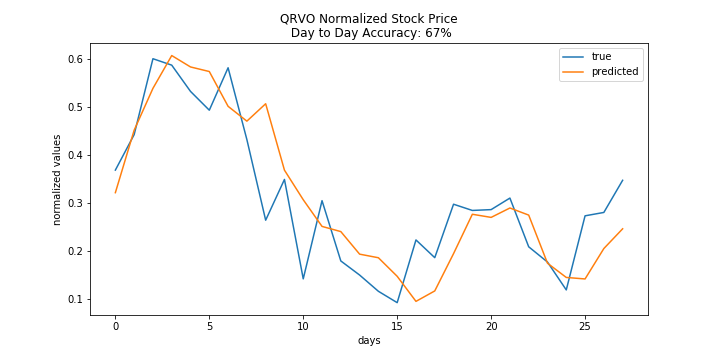 QRVO Normalized Stock Price
Day to Day Accuracy: 67%
true
predicted
normalized values
0.6
0.5
0.4
0.3
0.2
0.1
0 5 10 15 20 25
days